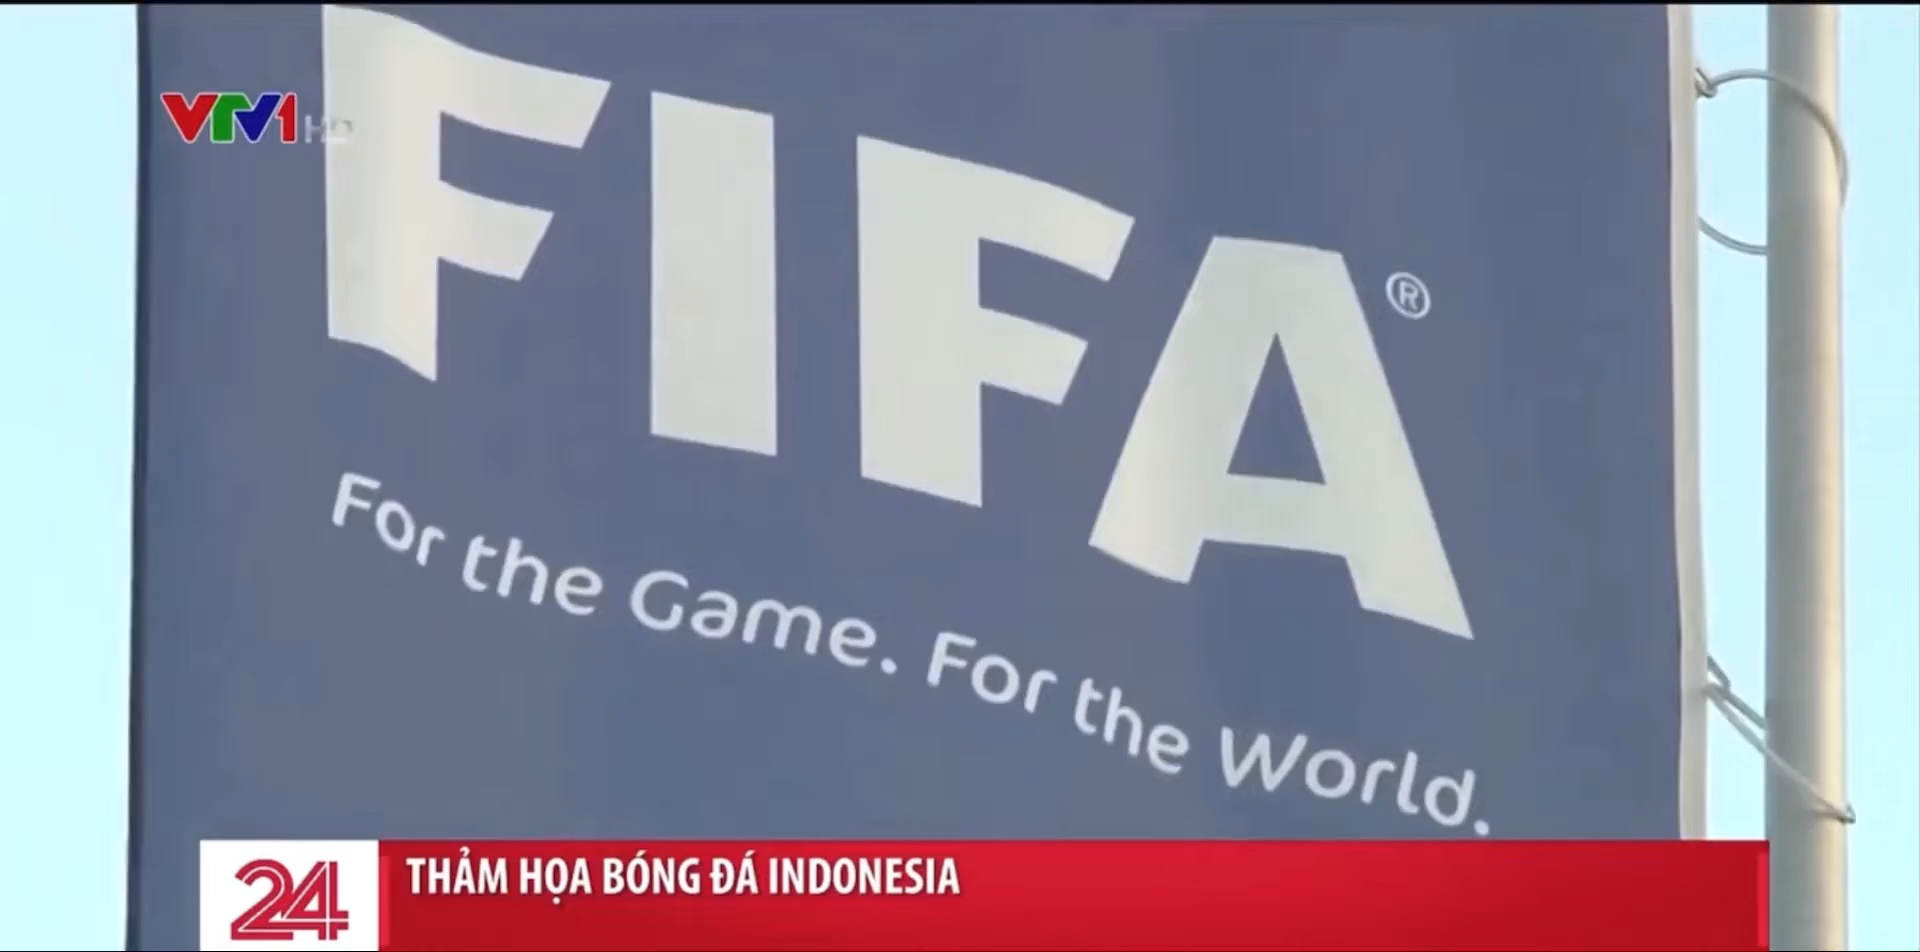 VTV1 HD
FIFA®
For the Game. For the World.
24 THẢM HỌA BÓNG ĐÁ INDONESIA